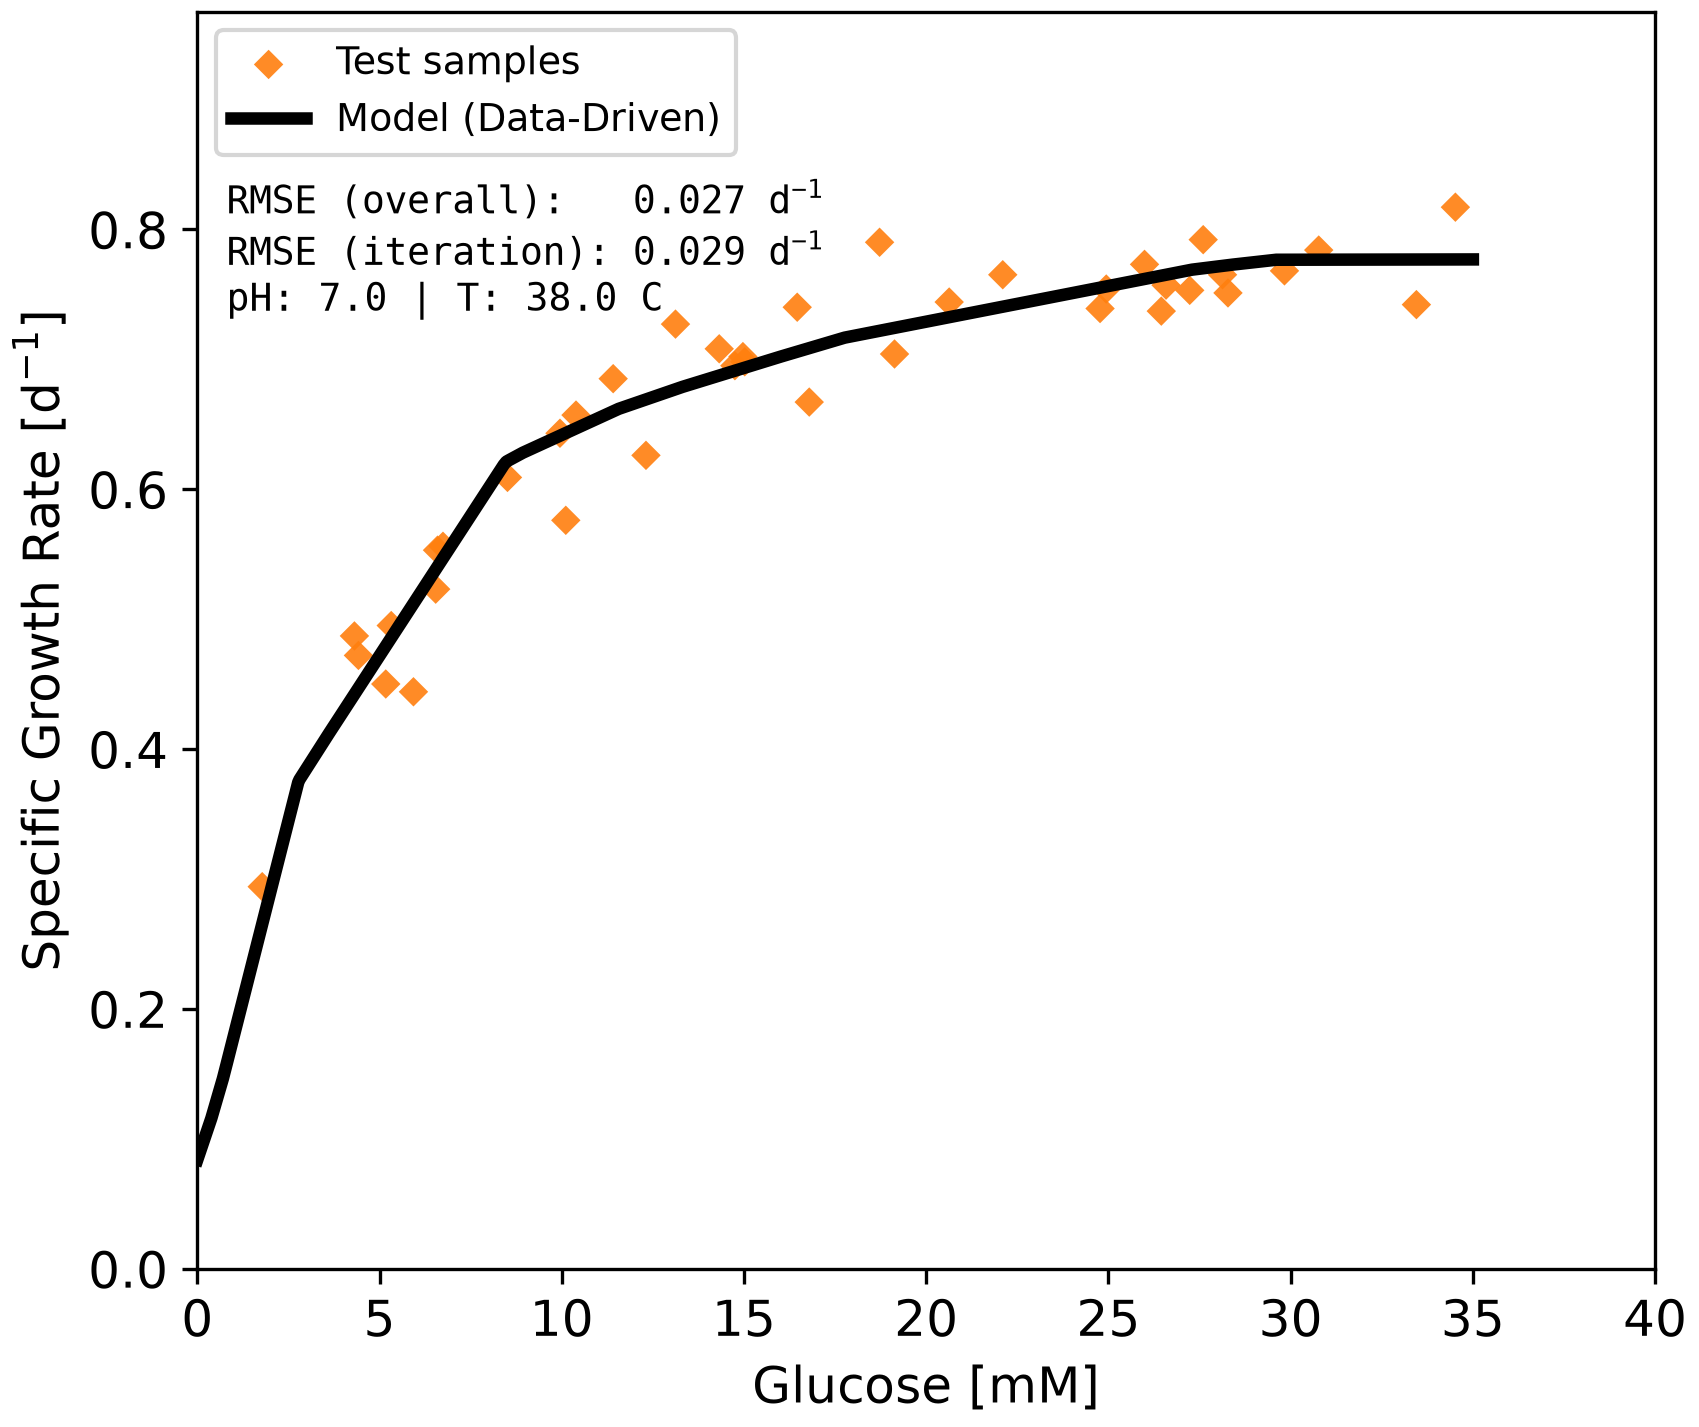 Test samples
Model (Data-Driven)
RMSE (overall):   0.027 d⁻¹
RMSE (iteration): 0.029 d⁻¹
pH: 7.0 | T: 38.0 C
Specific Growth Rate [d⁻¹]
0.8
0.6
0.4
0.2
0.0
0 5 10 15 20 25 30 35 40
Glucose [mM]